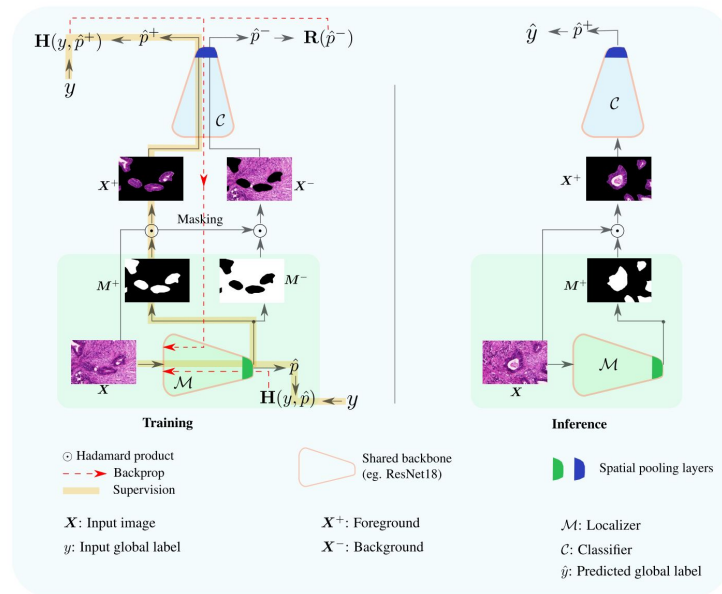 H(y, p̂⁺) p̂⁺ p̂⁻ R(p̂⁻)
y
C
X⁺ X⁻
Masking
M⁺ M⁻
X
M
p̂
H(y, p̂) y
Training
ŷ p̂⁺
C
X⁺
M⁺
X
M
Inference
⊙ Hadamard product
Backprop
Supervision
Shared backbone
(eg. ResNet18)
Spatial pooling layers
X: Input image
y: Input global label
X⁺: Foreground
X⁻: Background
M: Localizer
C: Classifier
ŷ: Predicted global label